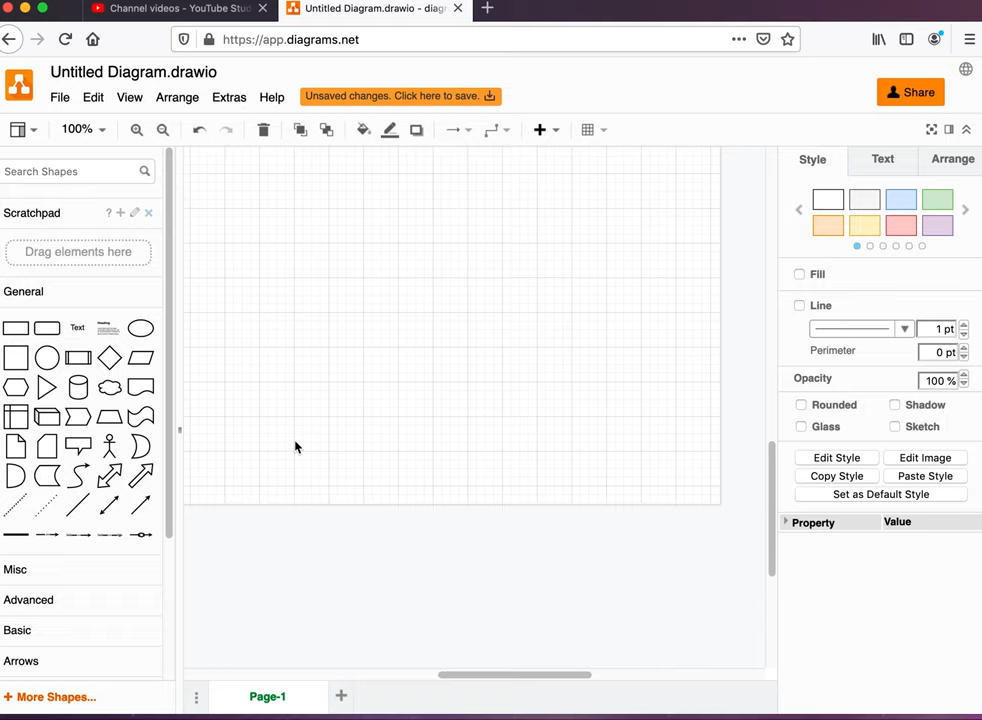 Channel videos - YouTube Stud
Untitled Diagram.drawio - diag
https://app.diagrams.net
Untitled Diagram.drawio
File Edit View Arrange Extras Help
Unsaved changes. Click here to save.
Share
100%
Search Shapes
Scratchpad
?
Drag elements here
General
Text
Heading
Misc
Advanced
Basic
Arrows
+ More Shapes...
Page-1
Style Text Arrange
Fill
Line
1 pt
Perimeter
0 pt
Opacity
100 %
Rounded Shadow
Glass Sketch
Edit Style Edit Image
Copy Style Paste Style
Set as Default Style
Property Value